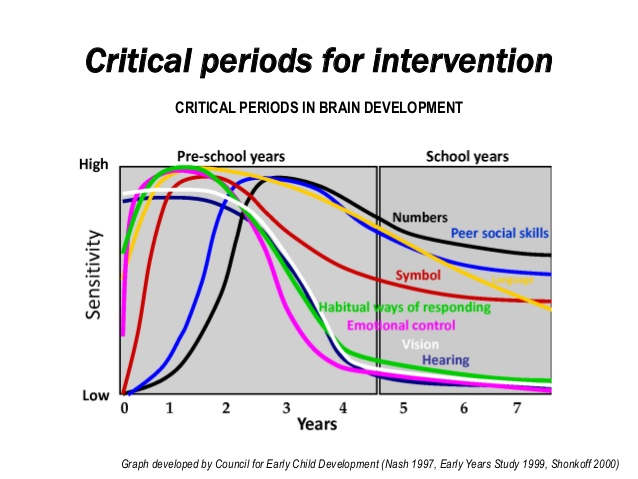 Critical periods for intervention
CRITICAL PERIODS IN BRAIN DEVELOPMENT
Pre-school years
School years
High
Sensitivity
Numbers
Peer social skills
Symbol
Language
Habitual ways of responding
Emotional control
Vision
Hearing
Low
0 1 2 3 4 5 6 7
Years
Graph developed by Council for Early Child Development (Nash 1997, Early Years Study 1999, Shonkoff 2000)